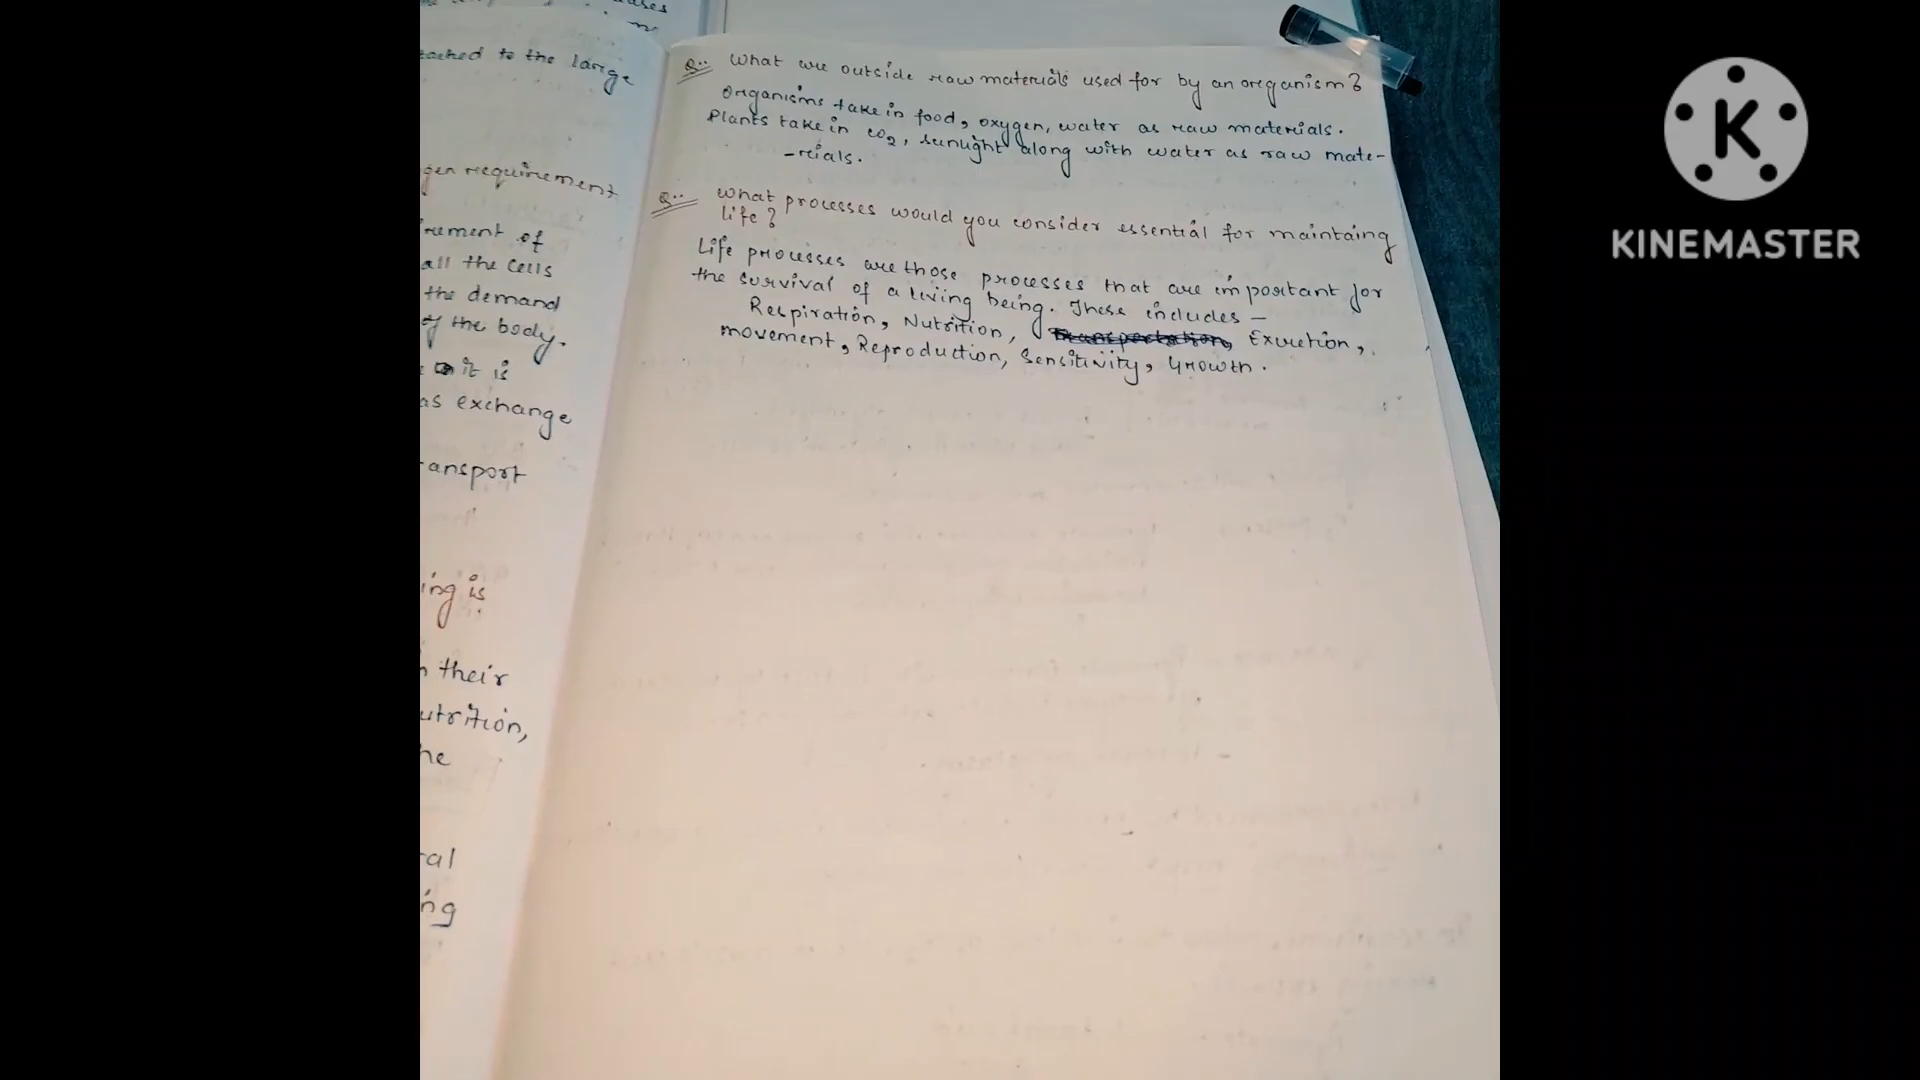 tached to the large
gen requirement
rement of
all the cells
the demand
of the body.
it is
as exchange
ransport
ing is
their
utrition,
he
ral
ng
Q.. What are outside raw materials used for by an organism?
Organisms take in food, oxygen, water as raw materials.
Plants take in CO2, sunlight along with water as raw mate-
-rials.
Q.. What processes would you consider essential for maintaing
life?
Life processes are those processes that are important for
the survival of a living being. These includes -
Respiration, Nutrition, Transportation, Excretion,
movement, Reproduction, Sensitivity, Growth.
K
KINEMASTER